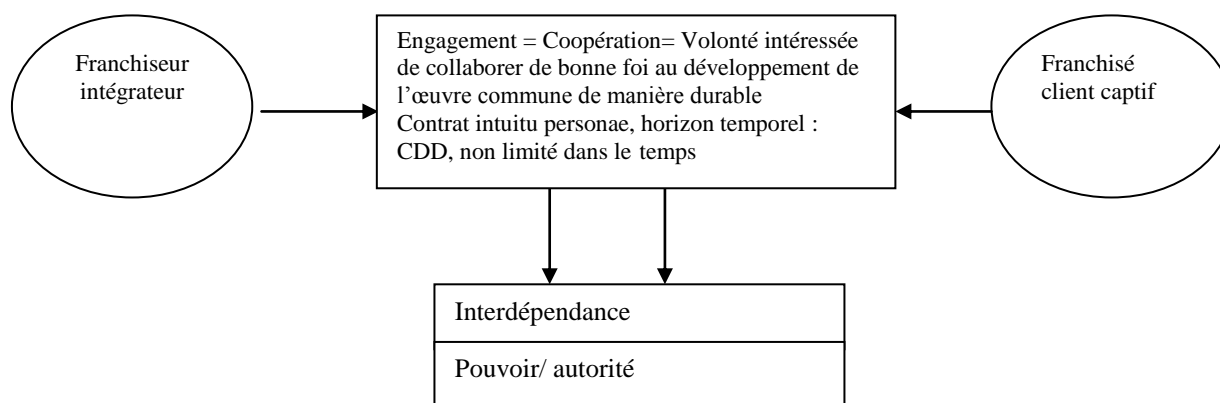 Franchiseur
intégrateur
Engagement = Coopération= Volonté intéressée
de collaborer de bonne foi au développement de
l’œuvre commune de manière durable
Contrat intuitu personae, horizon temporel :
CDD, non limité dans le temps
Franchisé
client captif
Interdépendance
Pouvoir/ autorité